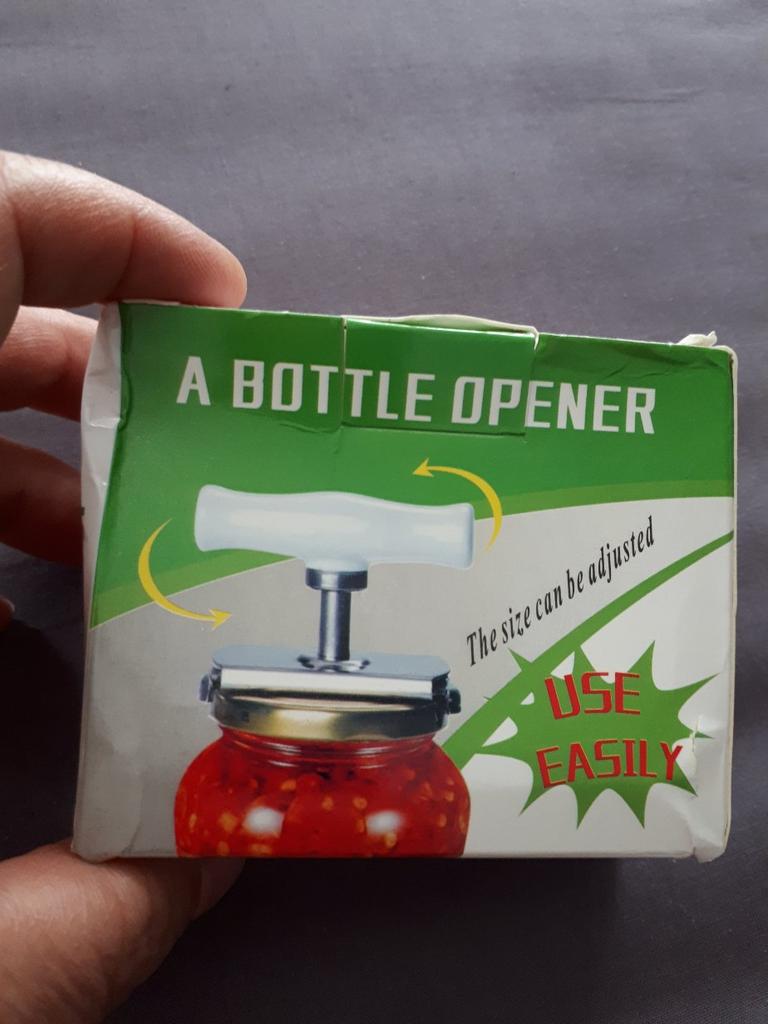 A BOTTLE OPENER
The size can be adjusted
USE
EASILY